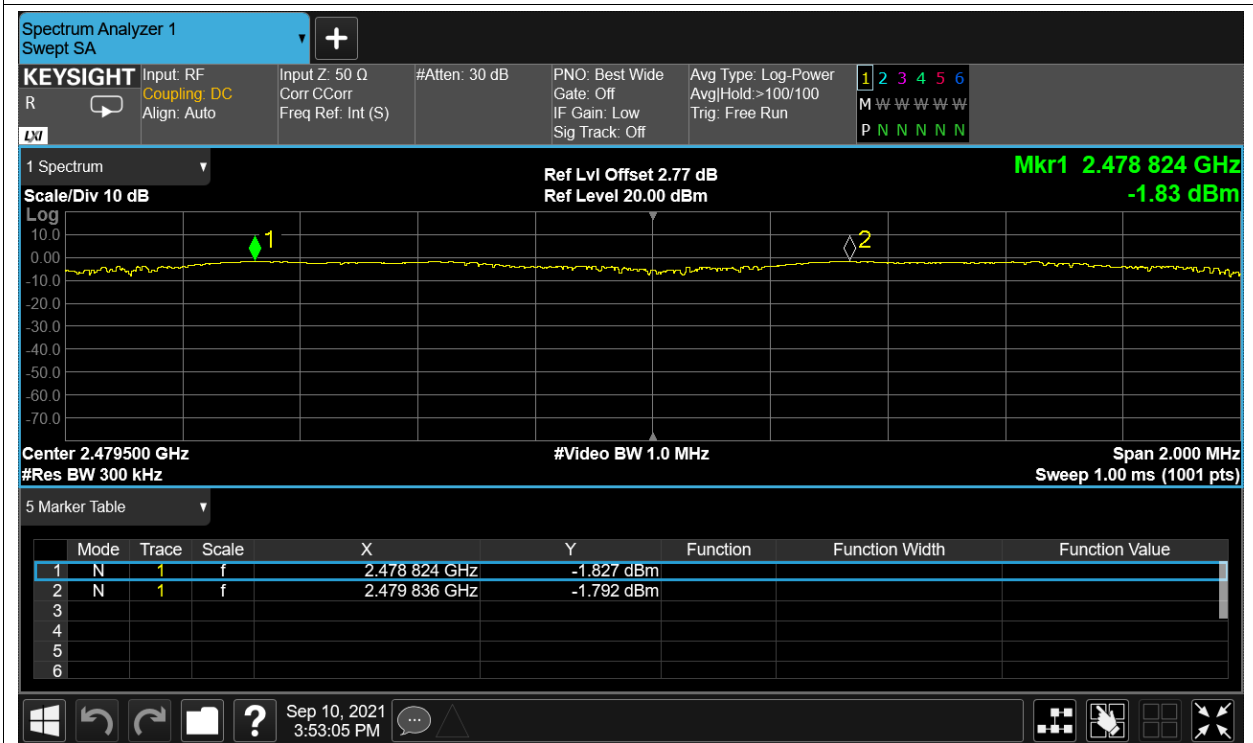 Spectrum Analyzer 1
Swept SA
KEYSIGHT Input: RF Input Z: 50 Ω #Atten: 30 dB PNO: Best Wide Avg Type: Log-Power 1 2 3 4 5 6
R Coupling: DC Corr CCorr Gate: Off Avg|Hold:>100/100 M W W W W W
Align: Auto Freq Ref: Int (S) IF Gain: Low Trig: Free Run
LXI Sig Track: Off P N N N N N
1 Spectrum Ref Lvl Offset 2.77 dB Mkr1 2.478 824 GHz
Scale/Div 10 dB Ref Level 20.00 dBm -1.83 dBm
Log
10.0
1 2
0.00
-10.0
-20.0
-30.0
-40.0
-50.0
-60.0
-70.0
Center 2.479500 GHz #Video BW 1.0 MHz Span 2.000 MHz
#Res BW 300 kHz Sweep 1.00 ms (1001 pts)
5 Marker Table
Mode Trace Scale X Y Function Function Width Function Value
1 N 1 f 2.478 824 GHz -1.827 dBm
2 N 1 f 2.479 836 GHz -1.792 dBm
3
4
5
6
? Sep 10, 2021
3:53:05 PM